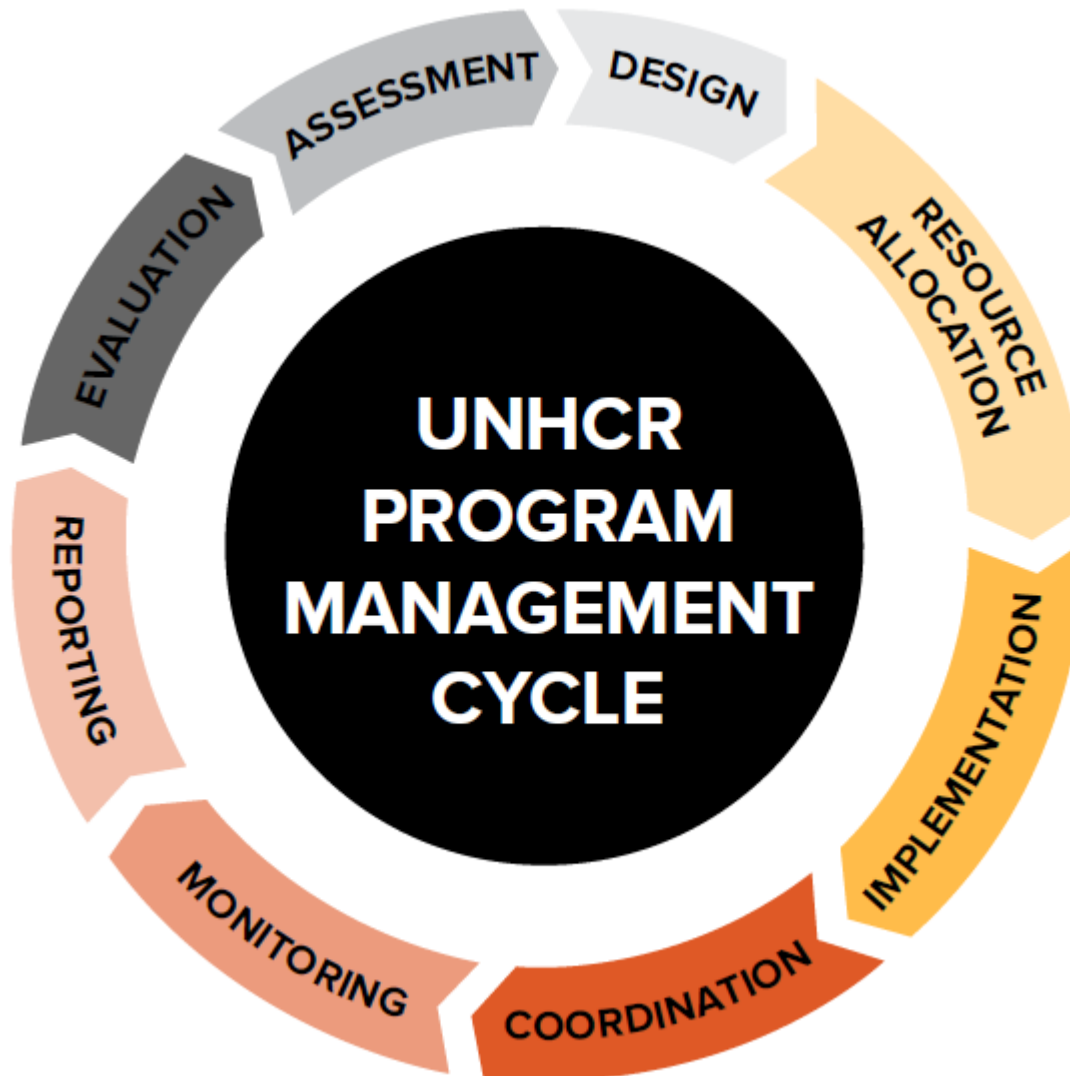 ASSESSMENT
DESIGN
RESOURCE
ALLOCATION
IMPLEMENTATION
COORDINATION
MONITORING
REPORTING
EVALUATION
UNHCR
PROGRAM
MANAGEMENT
CYCLE